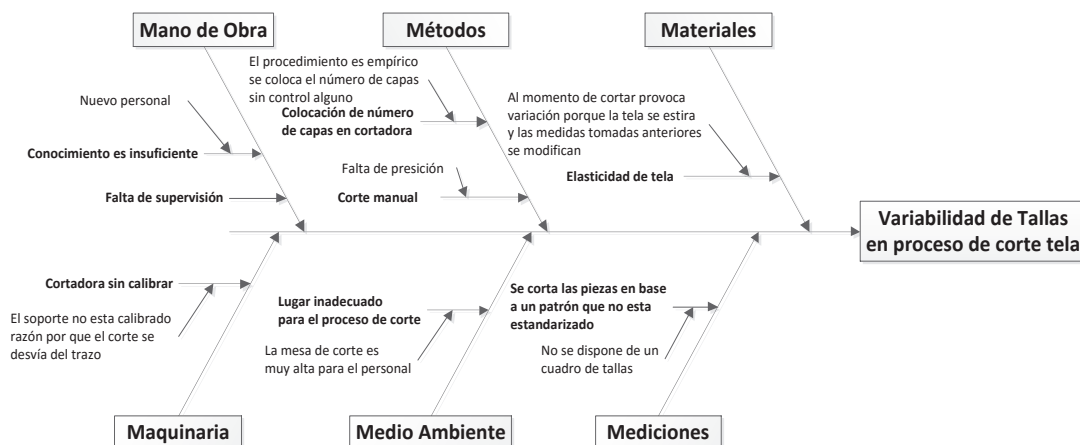 Mano de Obra
Métodos
Materiales
El procedimiento es empírico
se coloca el número de capas
sin control alguno
Nuevo personal
Colocación de número
de capas en cortadora
Al momento de cortar provoca
variación porque la tela se estira
y las medidas tomadas anteriores
se modifican
Conocimiento es insuficiente
Falta de presición
Elasticidad de tela
Falta de supervisión
Corte manual
Variabilidad de Tallas
en proceso de corte tela
Cortadora sin calibrar
El soporte no esta calibrado
razón por que el corte se
desvía del trazo
Lugar inadecuado
para el proceso de corte
La mesa de corte es
muy alta para el personal
Se corta las piezas en base
a un patrón que no esta
estandarizado
No se dispone de un
cuadro de tallas
Maquinaria
Medio Ambiente
Mediciones